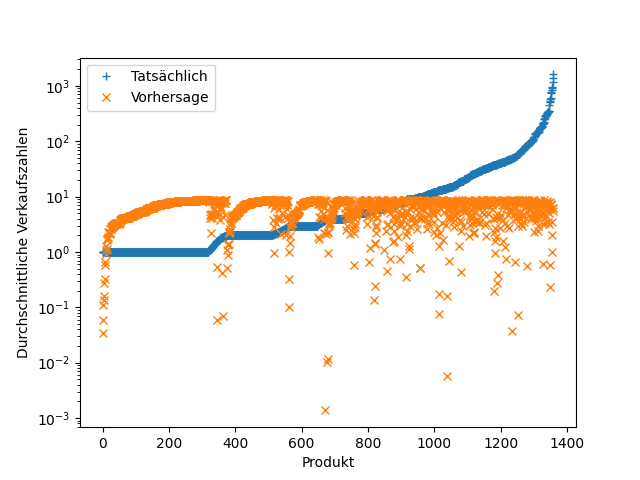 Tatsächlich
Vorhersage
Durchschnittliche Verkaufszahlen
10³
10²
10¹
10⁰
10⁻¹
10⁻²
10⁻³
0 200 400 600 800 1000 1200 1400
Produkt